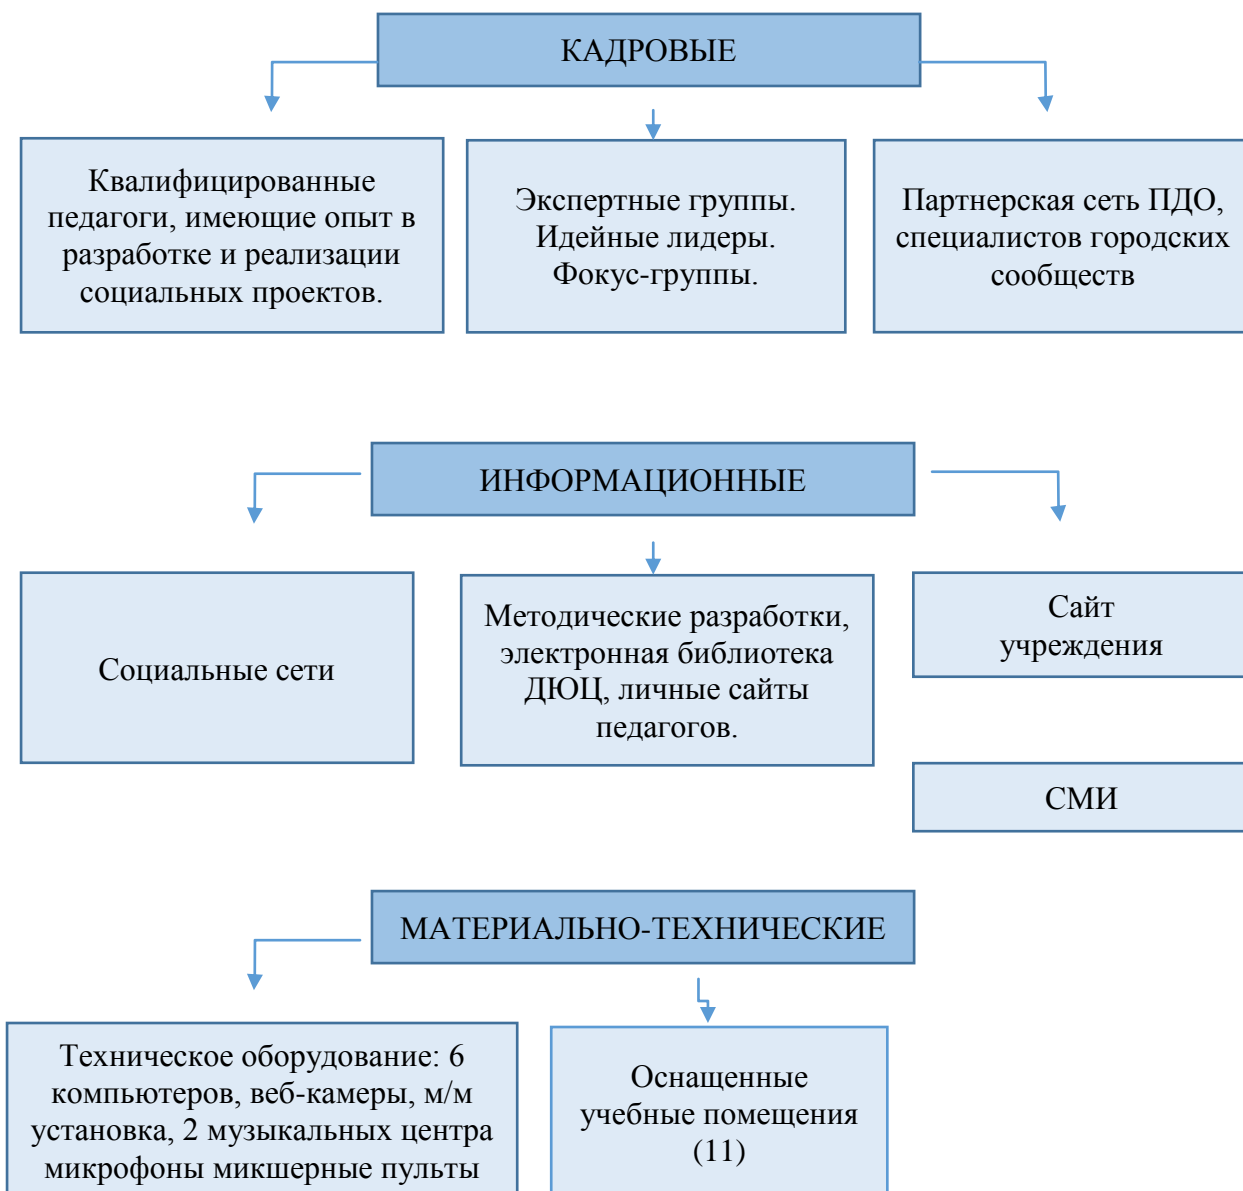 КАДРОВЫЕ
Квалифицированные
педагоги, имеющие опыт в
разработке и реализации
социальных проектов.
Экспертные группы.
Идейные лидеры.
Фокус-группы.
Партнерская сеть ПДО,
специалистов городских
сообществ
ИНФОРМАЦИОННЫЕ
Социальные сети
Методические разработки,
электронная библиотека
ДЮЦ, личные сайты
педагогов.
Сайт
учреждения
СМИ
МАТЕРИАЛЬНО-ТЕХНИЧЕСКИЕ
Техническое оборудование: 6
компьютеров, веб-камеры, м/м
установка, 2 музыкальных центра
микрофоны микшерные пульты
Оснащенные
учебные помещения
(11)